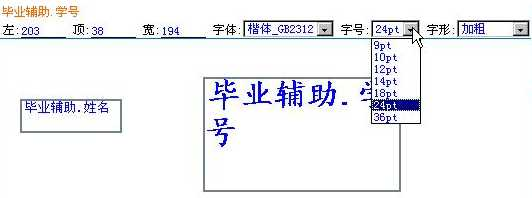 毕业辅助.学号
左:203 顶:38 宽:194 字体:楷体_GB2312 字号:24pt 字形:加粗
9pt
10pt
12pt
14pt
18pt
24pt
36pt
毕业辅助.姓名
毕业辅助.学
号